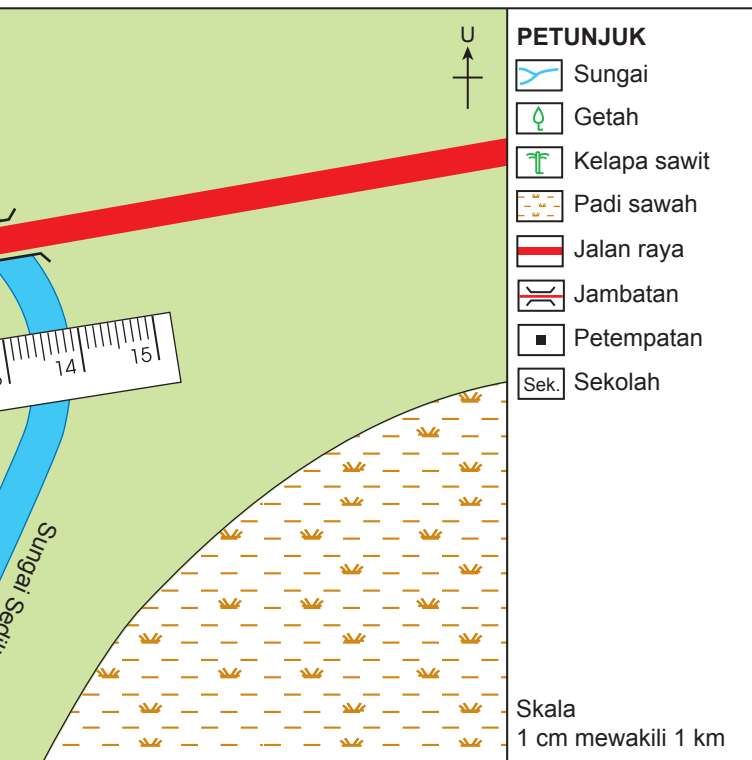 U
PETUNJUK
Sungai
Getah
Kelapa sawit
Padi sawah
Jalan raya
Jambatan
Petempatan
Sek. Sekolah
14 15
Sungai
Skala
1 cm mewakili 1 km